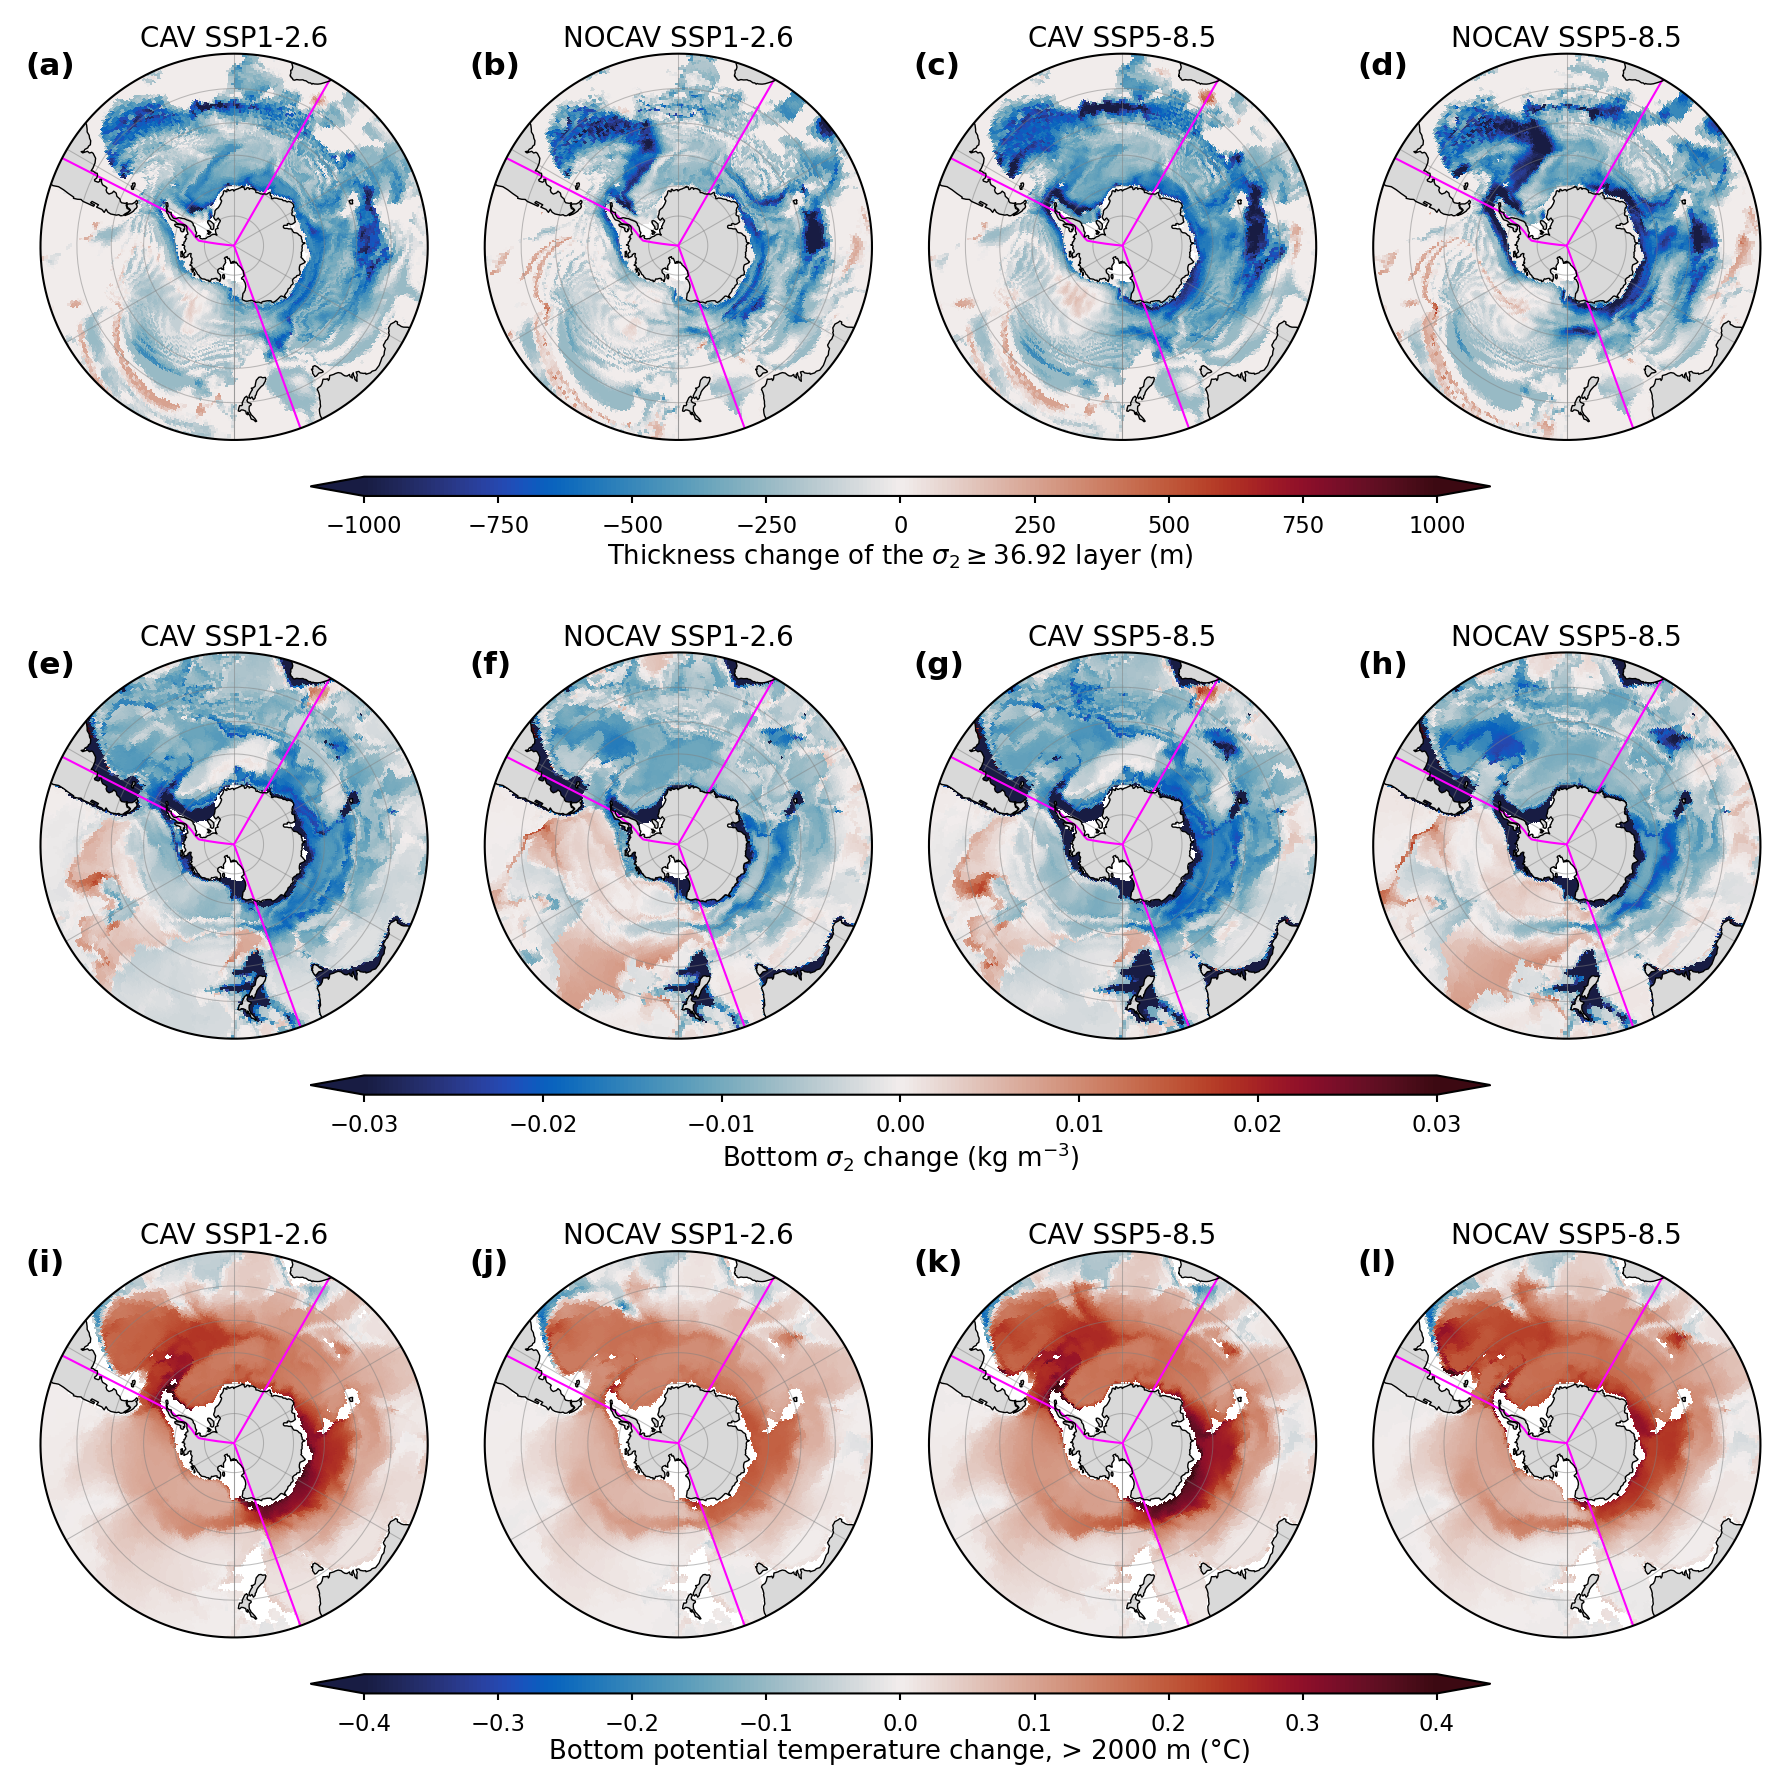 CAV SSP1-2.6 NOCAV SSP1-2.6 CAV SSP5-8.5 NOCAV SSP5-8.5
(a) (b) (c) (d)
−1000 −750 −500 −250 0 250 500 750 1000
Thickness change of the σ₂ ≥ 36.92 layer (m)
CAV SSP1-2.6 NOCAV SSP1-2.6 CAV SSP5-8.5 NOCAV SSP5-8.5
(e) (f) (g) (h)
−0.03 −0.02 −0.01 0.00 0.01 0.02 0.03
Bottom σ₂ change (kg m⁻³)
CAV SSP1-2.6 NOCAV SSP1-2.6 CAV SSP5-8.5 NOCAV SSP5-8.5
(i) (j) (k) (l)
−0.4 −0.3 −0.2 −0.1 0.0 0.1 0.2 0.3 0.4
Bottom potential temperature change, > 2000 m (°C)